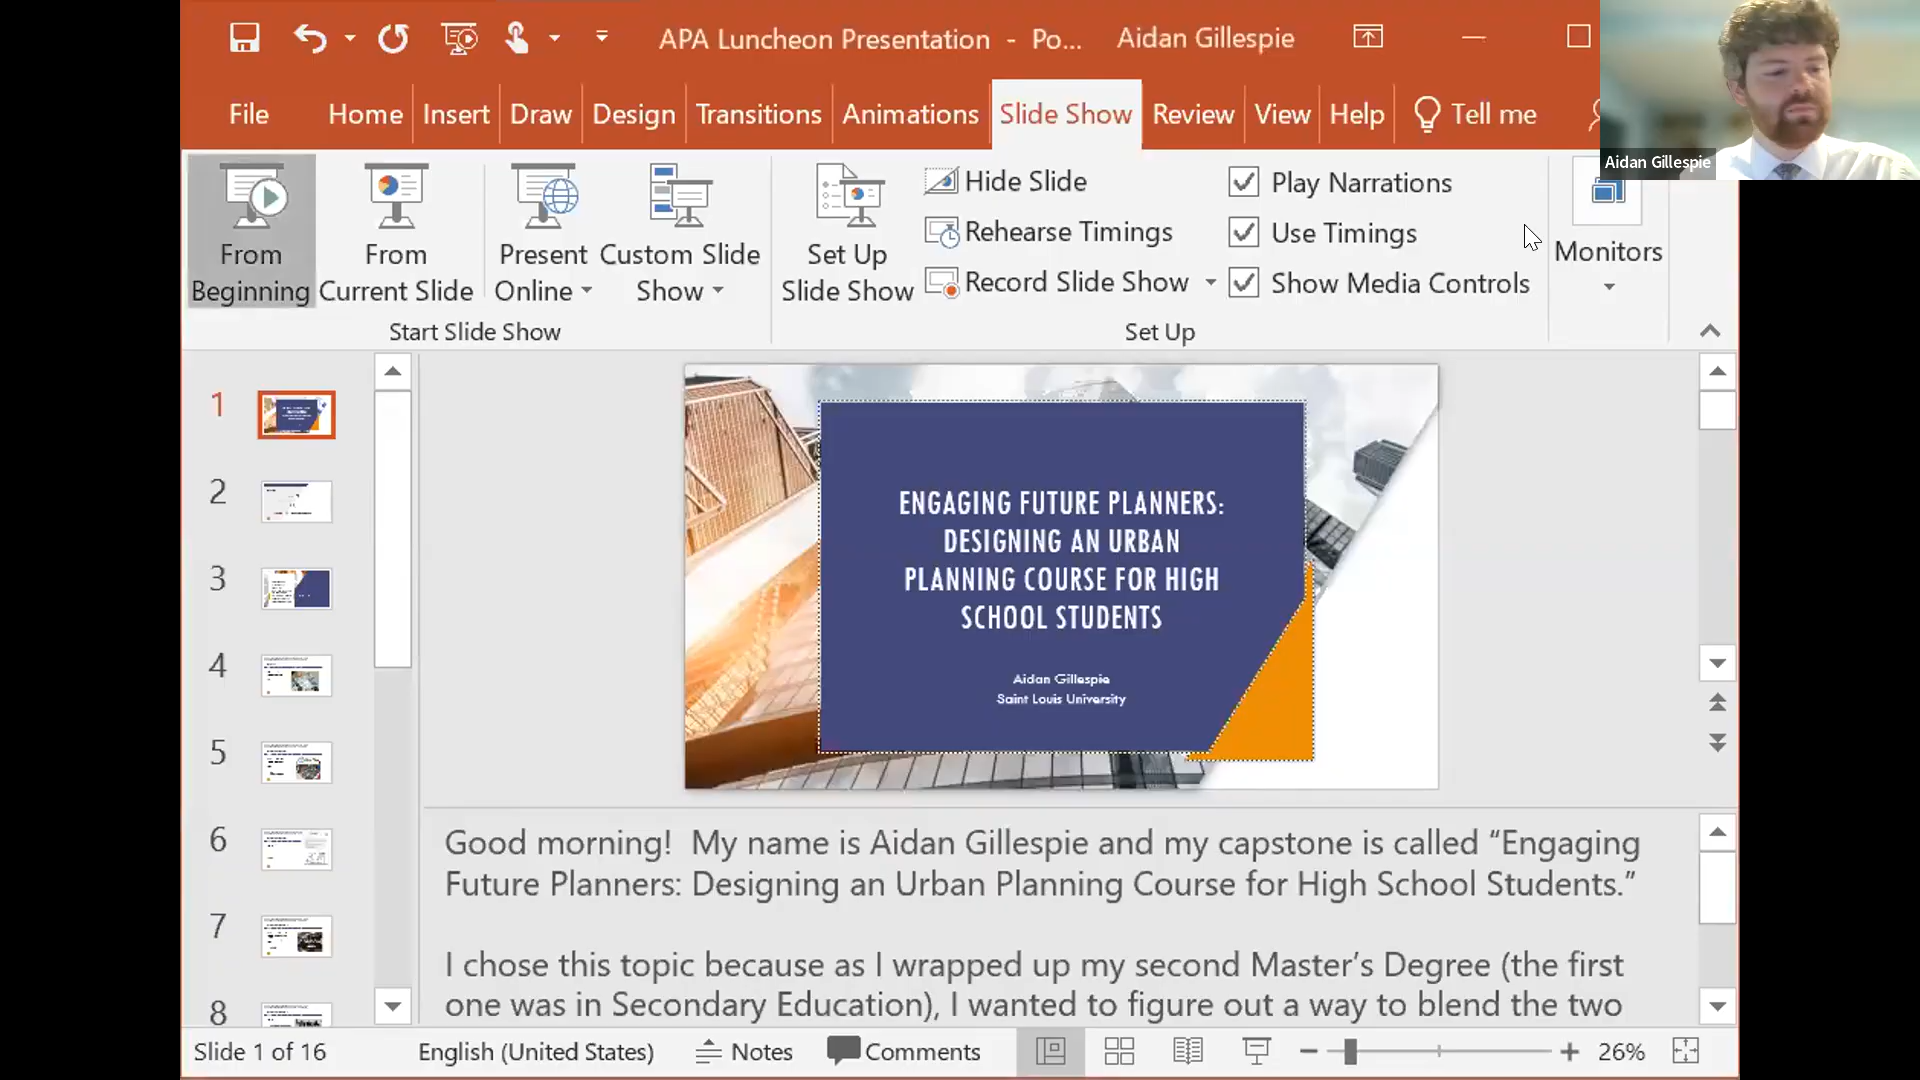 APA Luncheon Presentation - Po... Aidan Gillespie
File Home Insert Draw Design Transitions Animations Slide Show Review View Help Tell me
Aidan Gillespie
From Beginning
From Current Slide
Present Online
Custom Slide Show
Start Slide Show
Set Up Slide Show
Hide Slide
Rehearse Timings
Record Slide Show
Play Narrations
Use Timings
Show Media Controls
Set Up
Monitors
1
2
3
4
5
6
7
8
ENGAGING FUTURE PLANNERS:
DESIGNING AN URBAN
PLANNING COURSE FOR HIGH
SCHOOL STUDENTS
Aidan Gillespie
Saint Louis University
Good morning! My name is Aidan Gillespie and my capstone is called “Engaging
Future Planners: Designing an Urban Planning Course for High School Students.”
I chose this topic because as I wrapped up my second Master’s Degree (the first
one was in Secondary Education), I wanted to figure out a way to blend the two
Slide 1 of 16 English (United States) Notes Comments 26%